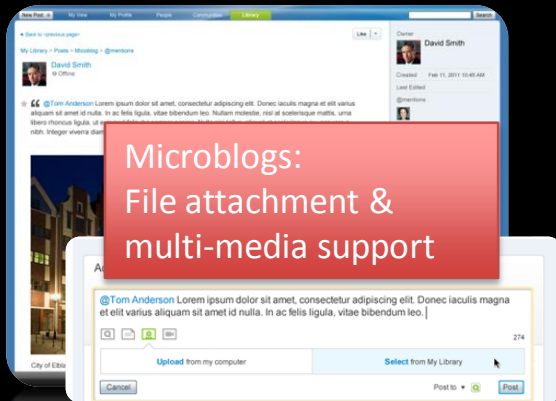 New Post
My View
My Profile
People
Communities
Library
Search
Back to <previous page>
Like
My Library > Posts > Microblog > @mentions
David Smith
Offline
@Tom Anderson Lorem ipsum dolor sit amet, consectetur adipiscing elit. Donec iaculis magna et elit varius
aliquam sit amet id nulla. In ac felis ligula, vitae bibendum leo. Nullam molestie, nisl at scelerisque mattis, urna
libero rhoncus ligula, ut
nibh. Integer viverra diam
Owner
David Smith
Created Feb 11, 2011 10:49 AM
Last Edited
@mentions
Microblogs:
File attachment &
multi-media support
@Tom Anderson Lorem ipsum dolor sit amet, consectetur adipiscing elit. Donec iaculis magna
et elit varius aliquam sit amet id nulla. In ac felis ligula, vitae bibendum leo.
274
Upload from my computer
Select from My Library
Cancel
Post to
Post
City of